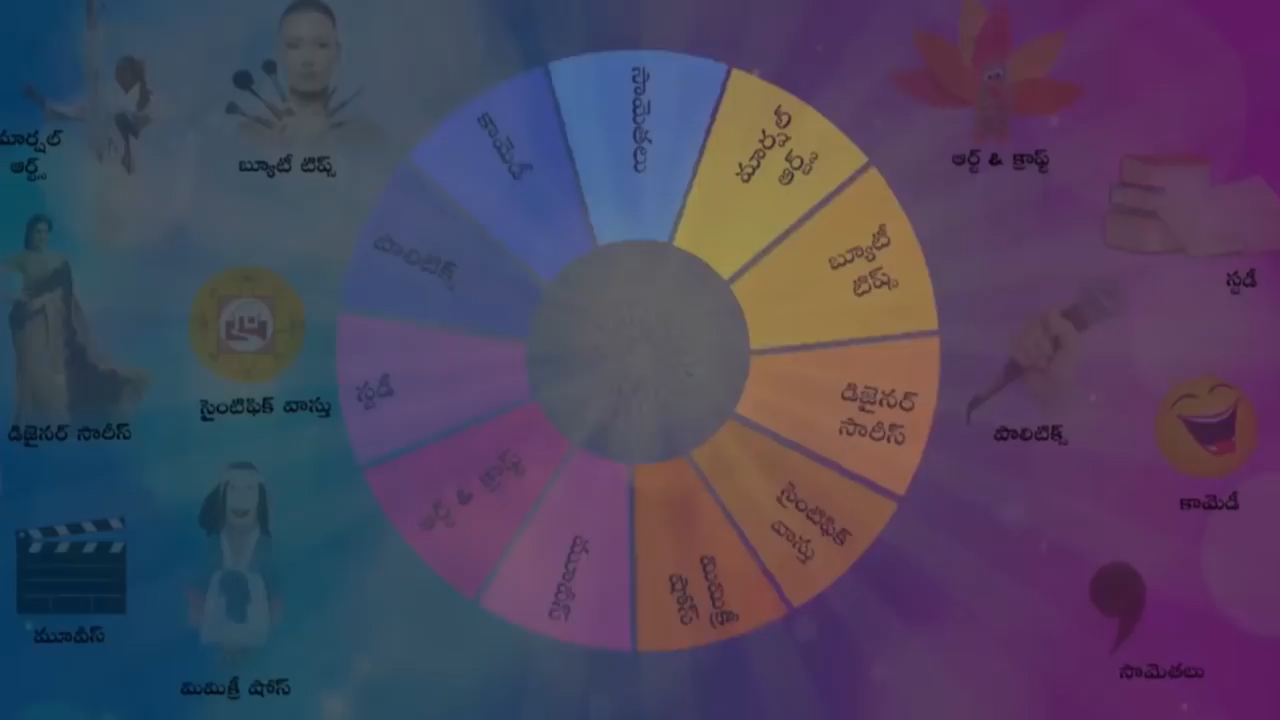 మార్షల్
ఆర్ట్స్
బ్యూటీ టిప్స్
డిజైనర్ సారీస్
సైంటిఫిక్ వాస్తు
మూవీస్
మిమిక్రీ షోస్
సామెతలు
మార్షల్
ఆర్ట్స్
బ్యూటీ
టిప్స్
డిజైనర్
సారీస్
సైంటిఫిక్
వాస్తు
మిమిక్రీ
షోస్
మూవీస్
ఆర్ట్ & క్రాఫ్ట్
స్టడీ
పాలిటిక్స్
కామెడీ
ఆర్ట్ & క్రాఫ్ట్
స్టడీ
పాలిటిక్స్
కామెడీ
సామెతలు